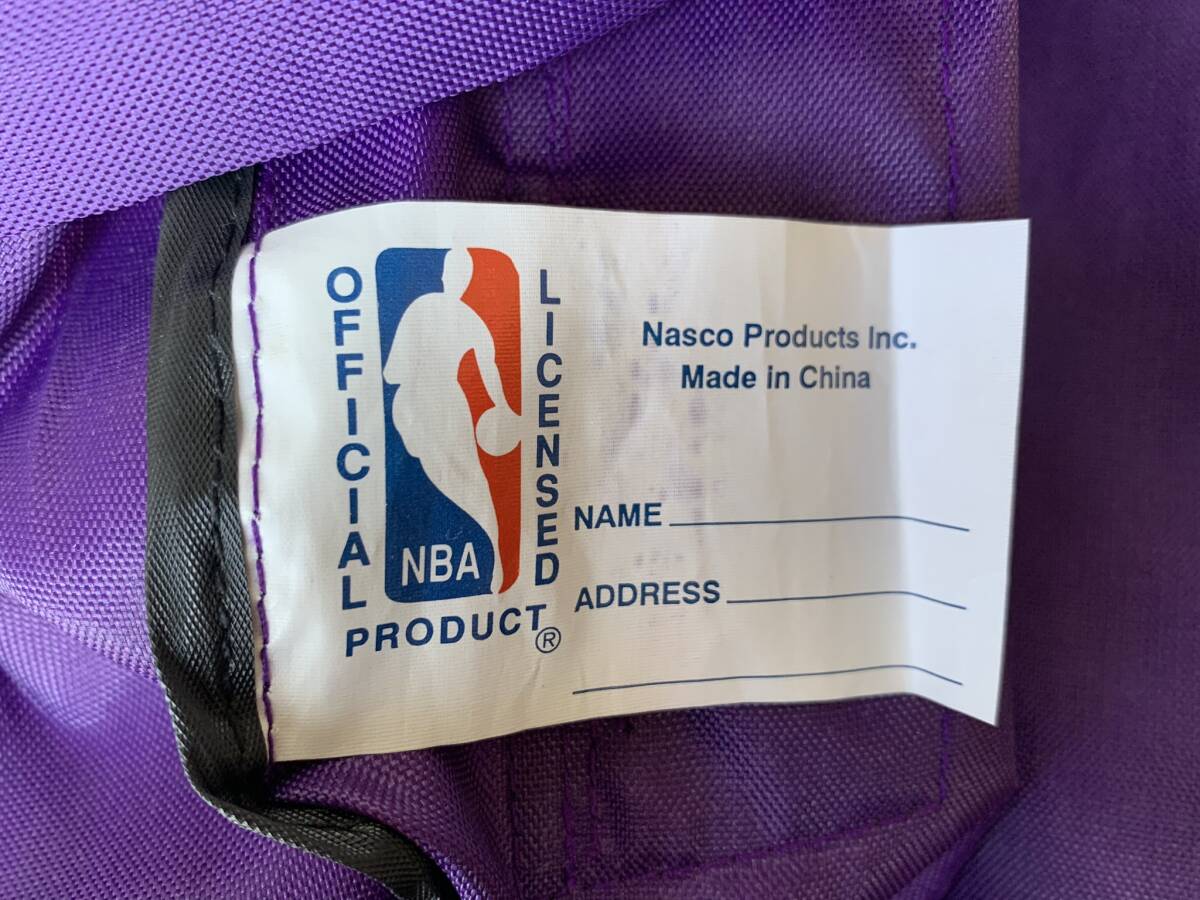 OFFICIAL
LICENSED
NBA
PRODUCT®
Nasco Products Inc.
Made in China
NAME
ADDRESS